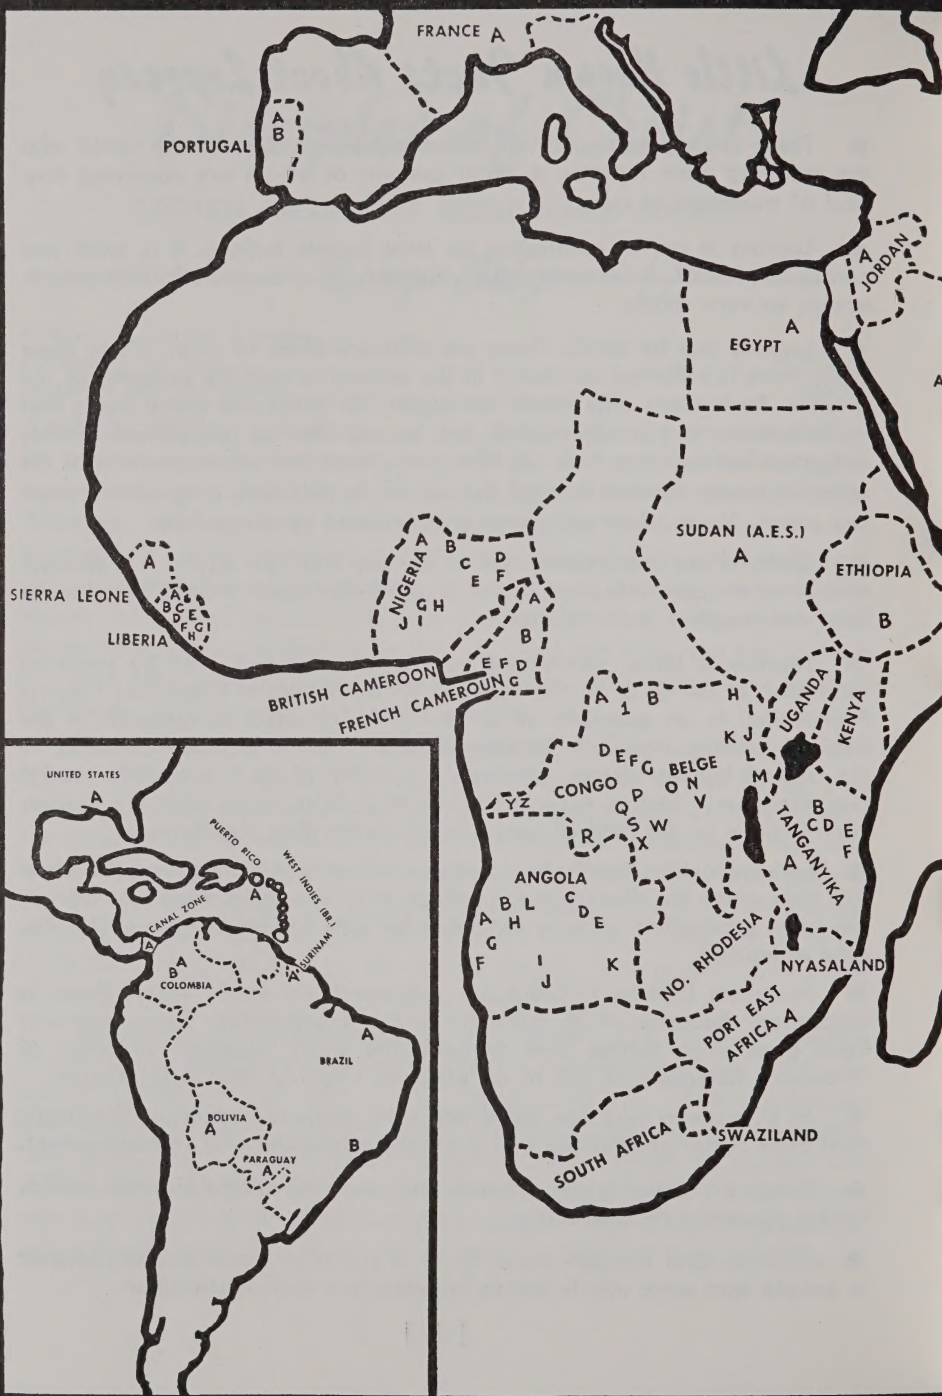 FRANCE A
A
B
PORTUGAL
A
JORDAN
A
EGYPT
A
SUDAN (A.E.S.)
A
ETHIOPIA
B
A
SIERRA LEONE
A
B C E
D F G
H
LIBERIA
NIGERIA
A B
C D
E F
G H
J I
A
B
E F D
G
BRITISH CAMEROON
FRENCH CAMEROUN
A 1 B H
I
K J
L
M
D E F G
CONGO BELGE
O N
P V
Q
S W
R X
Y Z
UGANDA
KENYA
TANGANYIKA
B
C D E
F
A
ANGOLA
A B L C
H D E
G
F I K
J
NO. RHODESIA
NYASALAND
PORT EAST
AFRICA A
SOUTH AFRICA
SWAZILAND
UNITED STATES
A
PUERTO RICO
A
WEST INDIES (BR.)
CANAL ZONE
A
SURINAM
A
A
B
COLOMBIA
A
BRAZIL
B
BOLIVIA
A
PARAGUAY
A